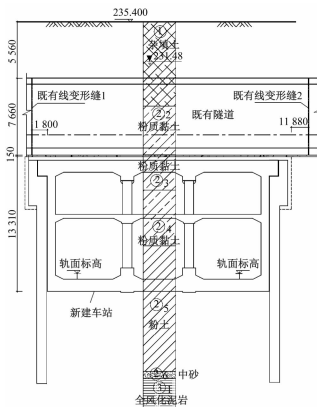 235.400
①
杂填土
231.48
5 560
既有线变形缝1
既有线变形缝2
②2
既有隧道
粉质黏土
7 660
1 800
11 880
150
粉质黏土
②3
②4
粉质黏土
13 310
轨面标高
轨面标高
新建车站
②5
粉土
中砂
③1
全风化泥岩